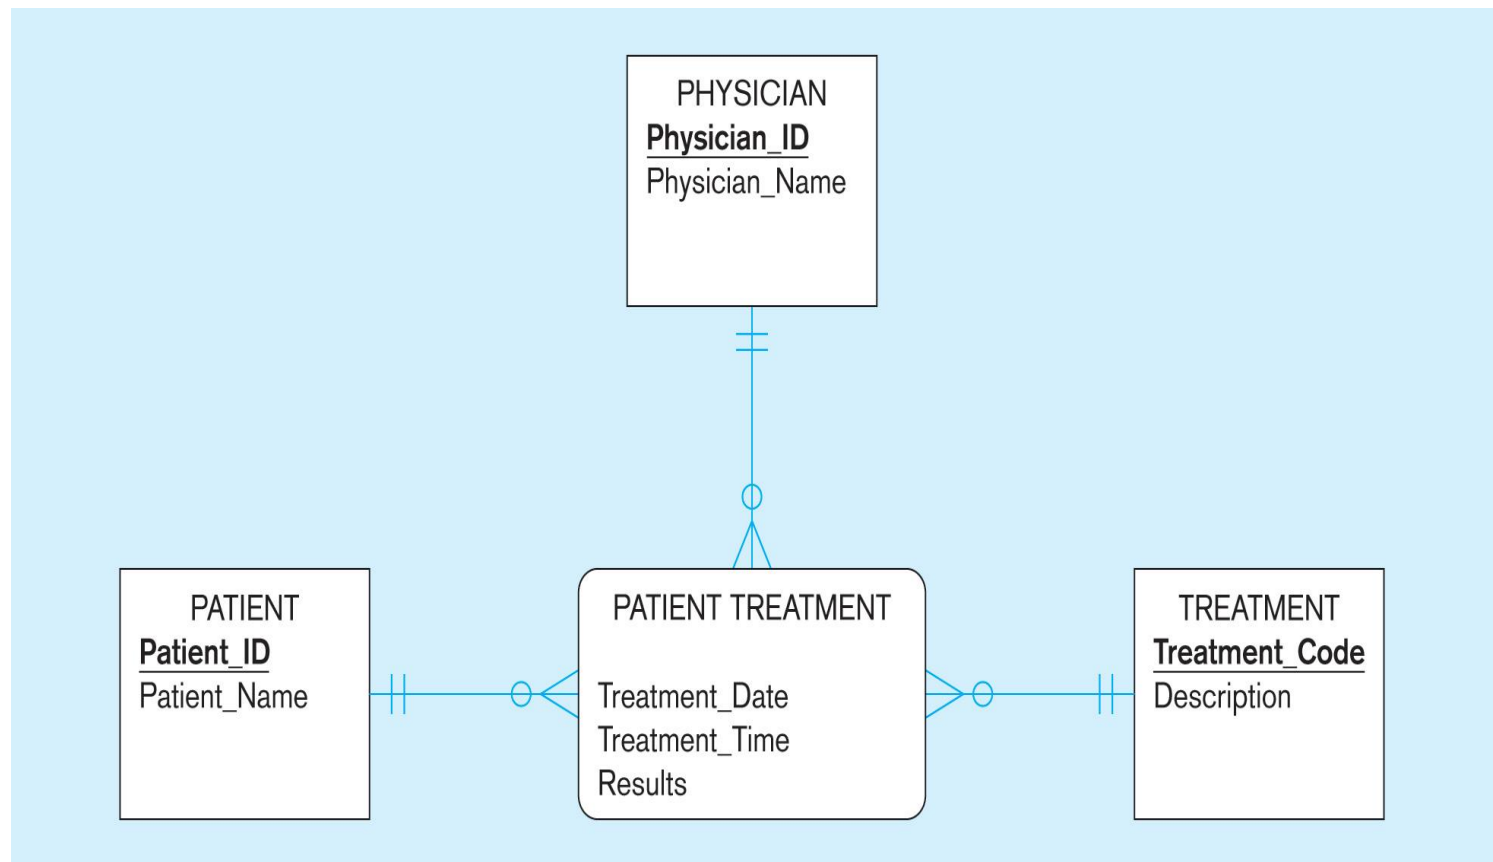 PHYSICIAN
Physician_ID
Physician_Name
PATIENT
Patient_ID
Patient_Name
PATIENT TREATMENT
Treatment_Date
Treatment_Time
Results
TREATMENT
Treatment_Code
Description